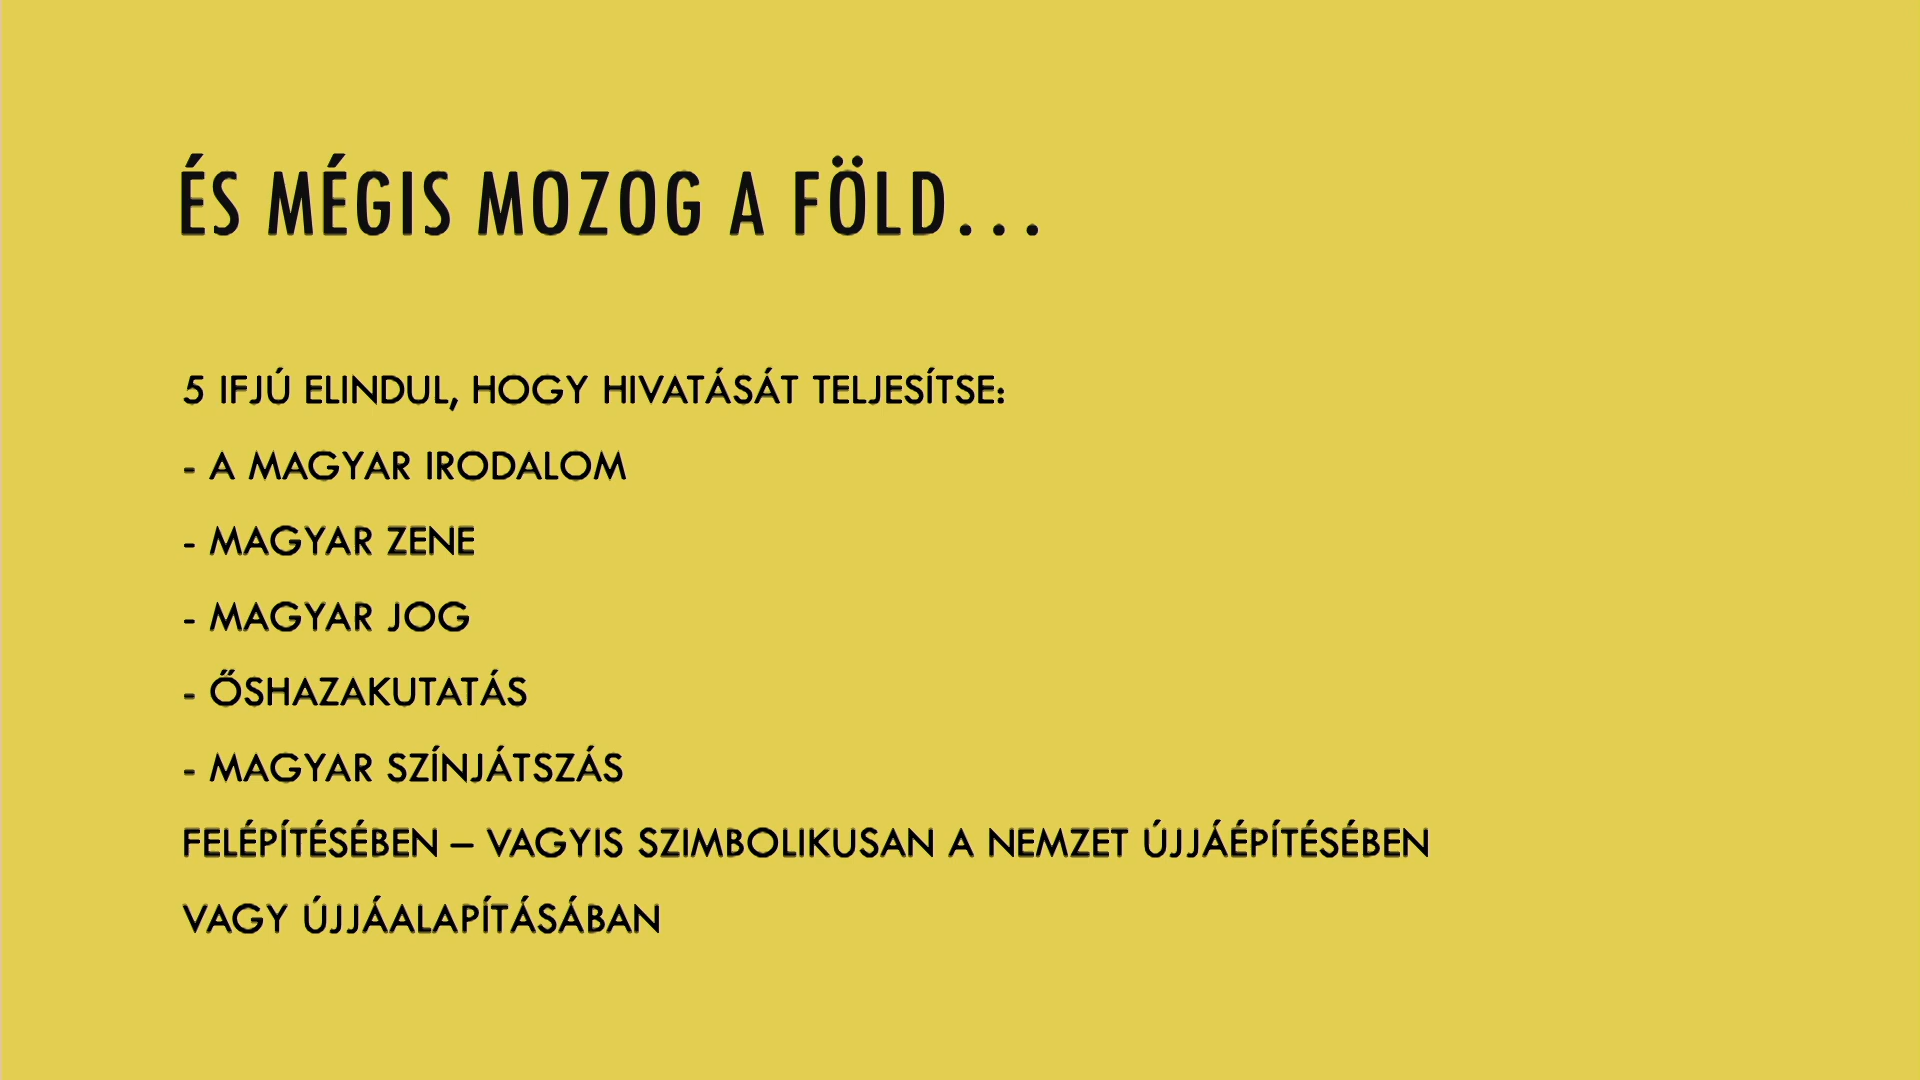 ÉS MÉGIS MOZOG A FÖLD…
5 IFJÚ ELINDUL, HOGY HIVATÁSÁT TELJESÍTSE:
- A MAGYAR IRODALOM
- MAGYAR ZENE
- MAGYAR JOG
- ŐSHAZAKUTATÁS
- MAGYAR SZÍNJÁTSZÁS
FELÉPÍTÉSÉBEN – VAGYIS SZIMBOLIKUSAN A NEMZET ÚJJÁÉPÍTÉSÉBEN
VAGY ÚJJÁALAPÍTÁSÁBAN